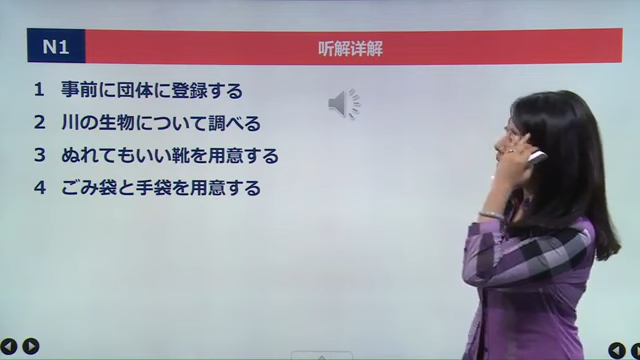 N1
听解详解
1 事前に団体に登録する
2 川の生物について調べる
3 ぬれてもいい靴を用意する
4 ごみ袋と手袋を用意する